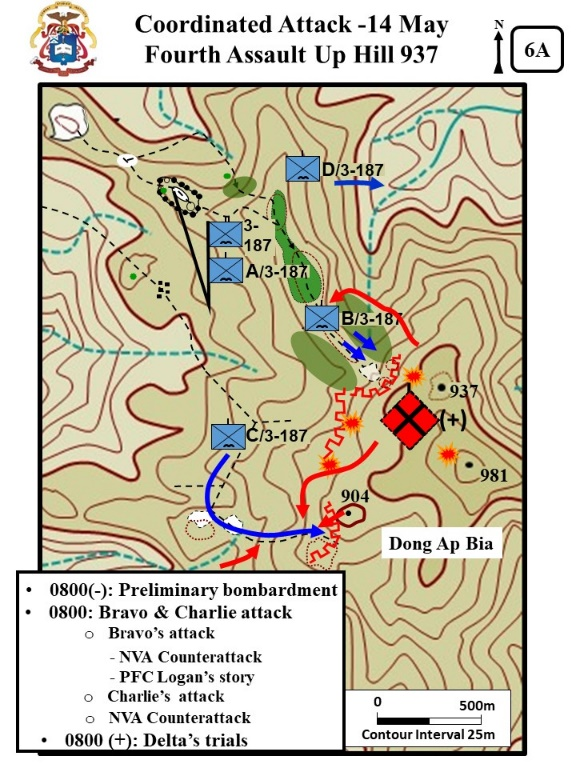 Coordinated Attack -14 May
Fourth Assault Up Hill 937
N
6A
D/3-187
3-
187
A/3-187
B/3-187
937
(+)
C/3-187
981
904
Dong Ap Bia
• 0800(-): Preliminary bombardment
• 0800: Bravo & Charlie attack
o Bravo's attack
- NVA Counterattack
- PFC Logan's story
o Charlie's attack
o NVA Counterattack
• 0800 (+): Delta's trials
0 500m
Contour Interval 25m